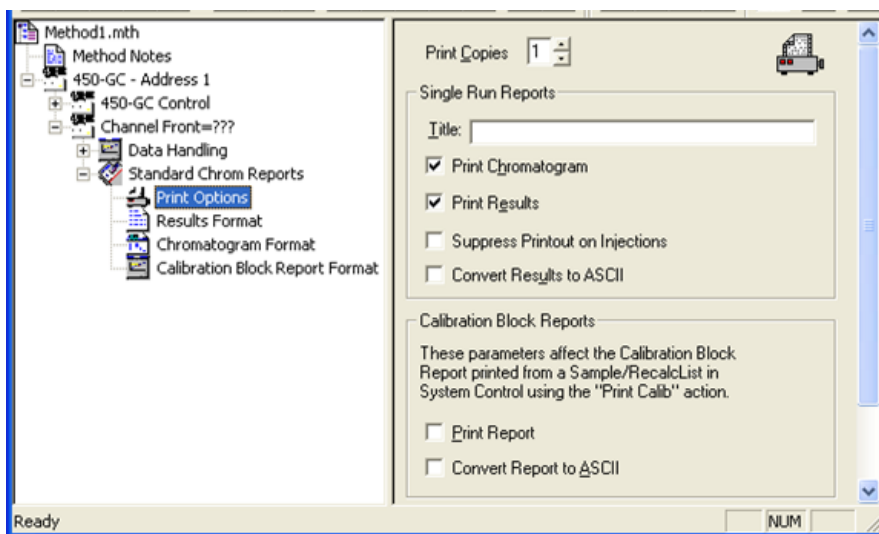 Method1.mth
Method Notes
450-GC - Address 1
450-GC Control
Channel Front=???
Data Handling
Standard Chrom Reports
Print Options
Results Format
Chromatogram Format
Calibration Block Report Format
Print Copies 1
Single Run Reports
Title:
Print Chromatogram
Print Results
Suppress Printout on Injections
Convert Results to ASCII
Calibration Block Reports
These parameters affect the Calibration Block
Report printed from a Sample/RecalcList in
System Control using the "Print Calib" action.
Print Report
Convert Report to ASCII
Ready
NUM